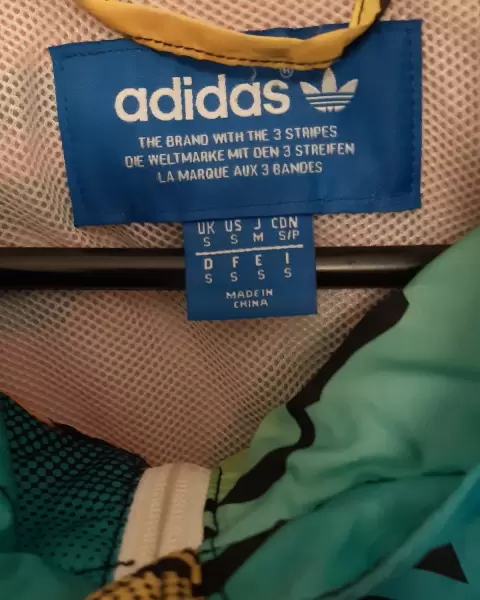 adidas®
THE BRAND WITH THE 3 STRIPES
DIE WELTMARKE MIT DEN 3 STREIFEN
LA MARQUE AUX 3 BANDES
UK US J CDN
S S M S/P
D F E I
S S S S
MADE IN
CHINA